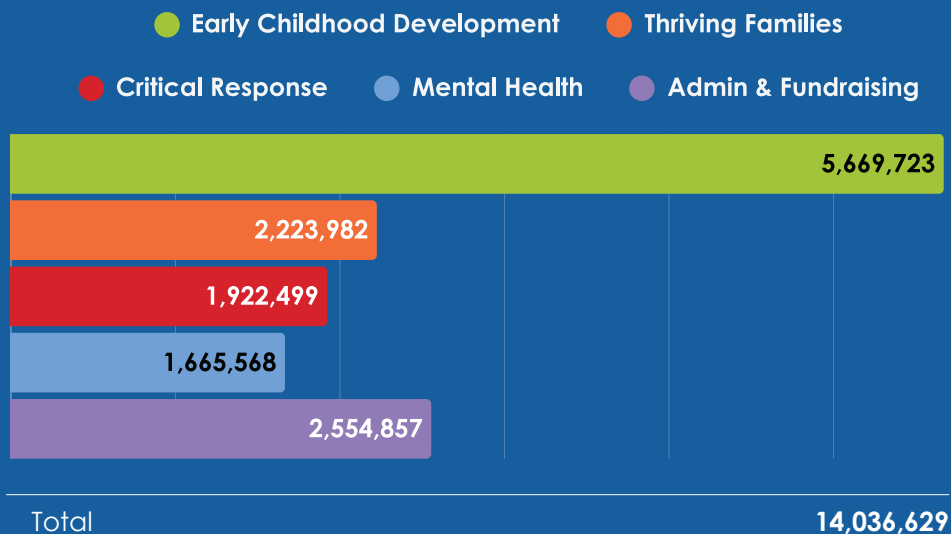 Early Childhood Development Thriving Families
Critical Response Mental Health Admin & Fundraising
5,669,723
2,223,982
1,922,499
1,665,568
2,554,857
Total 14,036,629